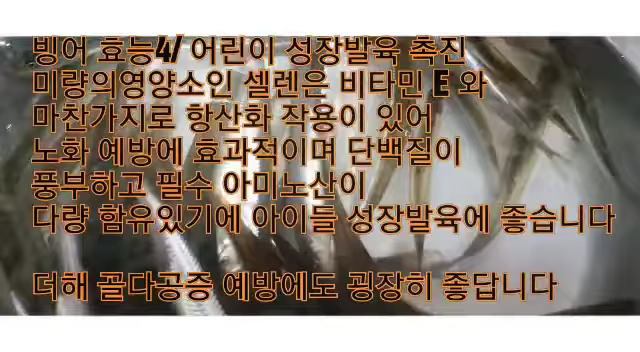 빙어 효능4/ 어린이 성장발육 촉진
미량의영양소인 셀렌은 비타민 E 와
마찬가지로 항산화 작용이 있어
노화 예방에 효과적이며 단백질이
풍부하고 필수 아미노산이
다량 함유있기에 아이들 성장발육에 좋습니다
더해 골다공증 예방에도 굉장히 좋답니다